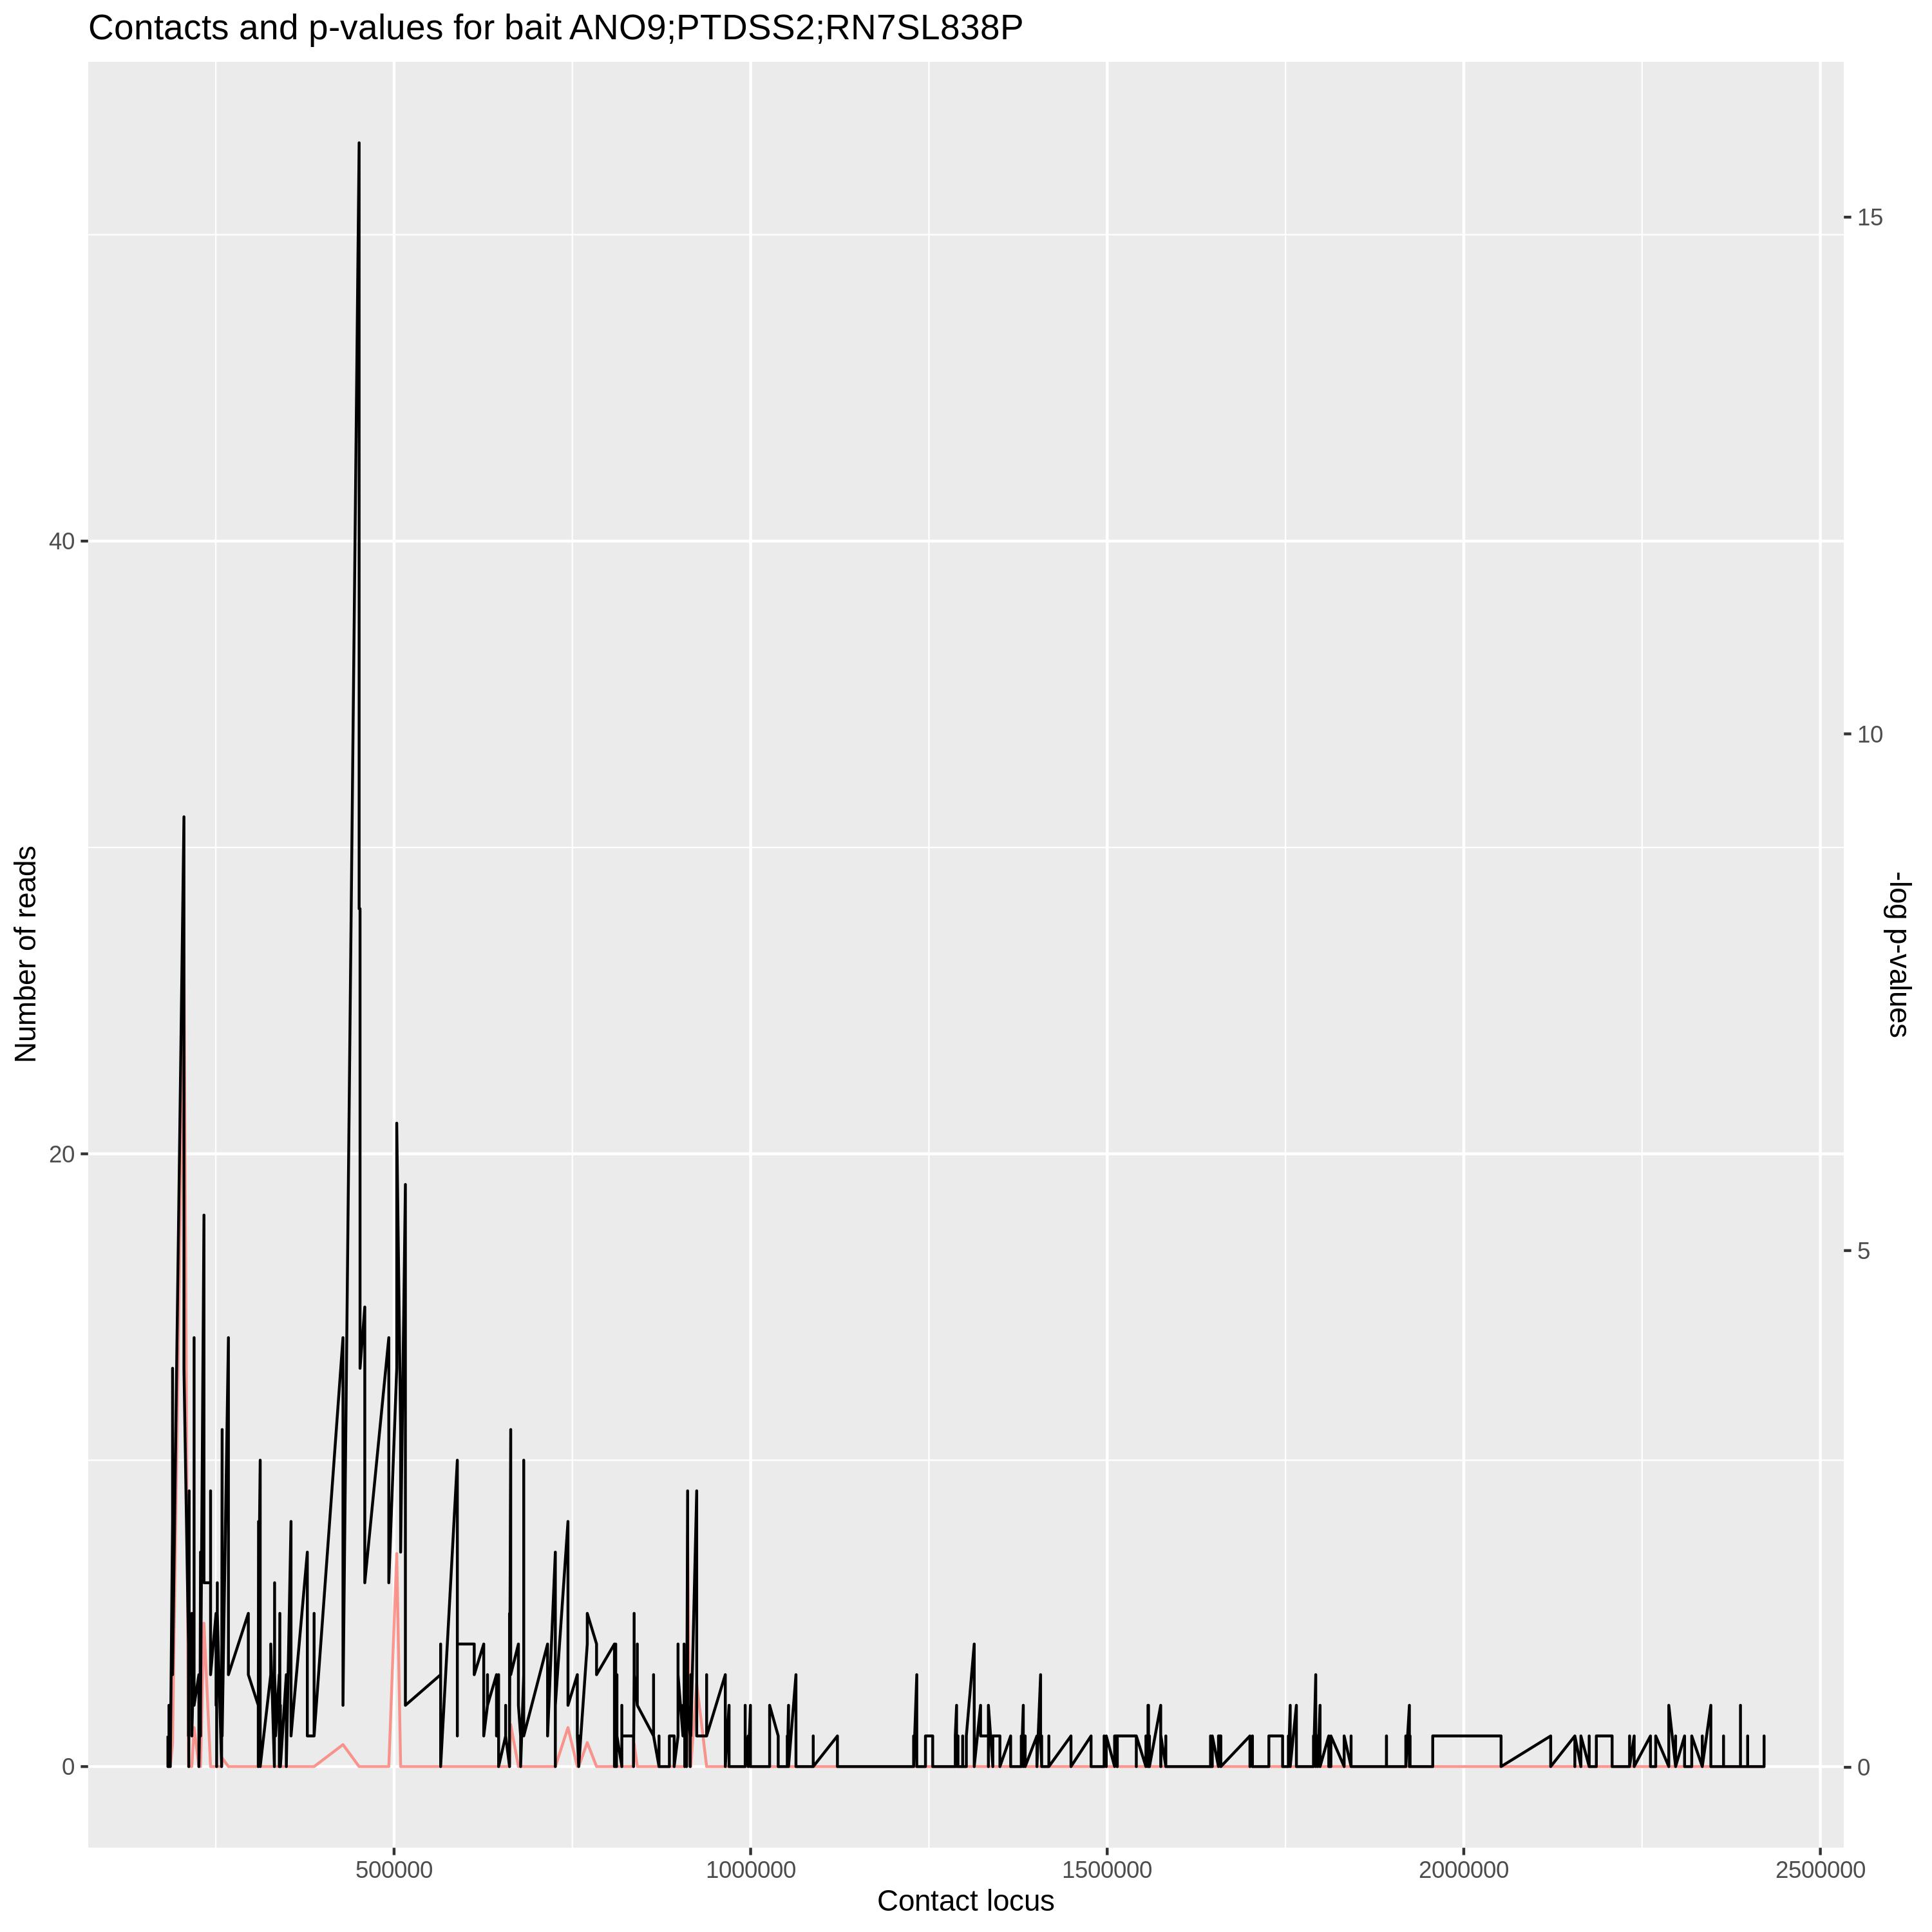 Contacts and p-values for bait ANO9;PTDSS2;RN7SL838P
Number of reads
40
20
0
15
10
5
0
-log p-values
500000 1000000 1500000 2000000 2500000
Contact locus